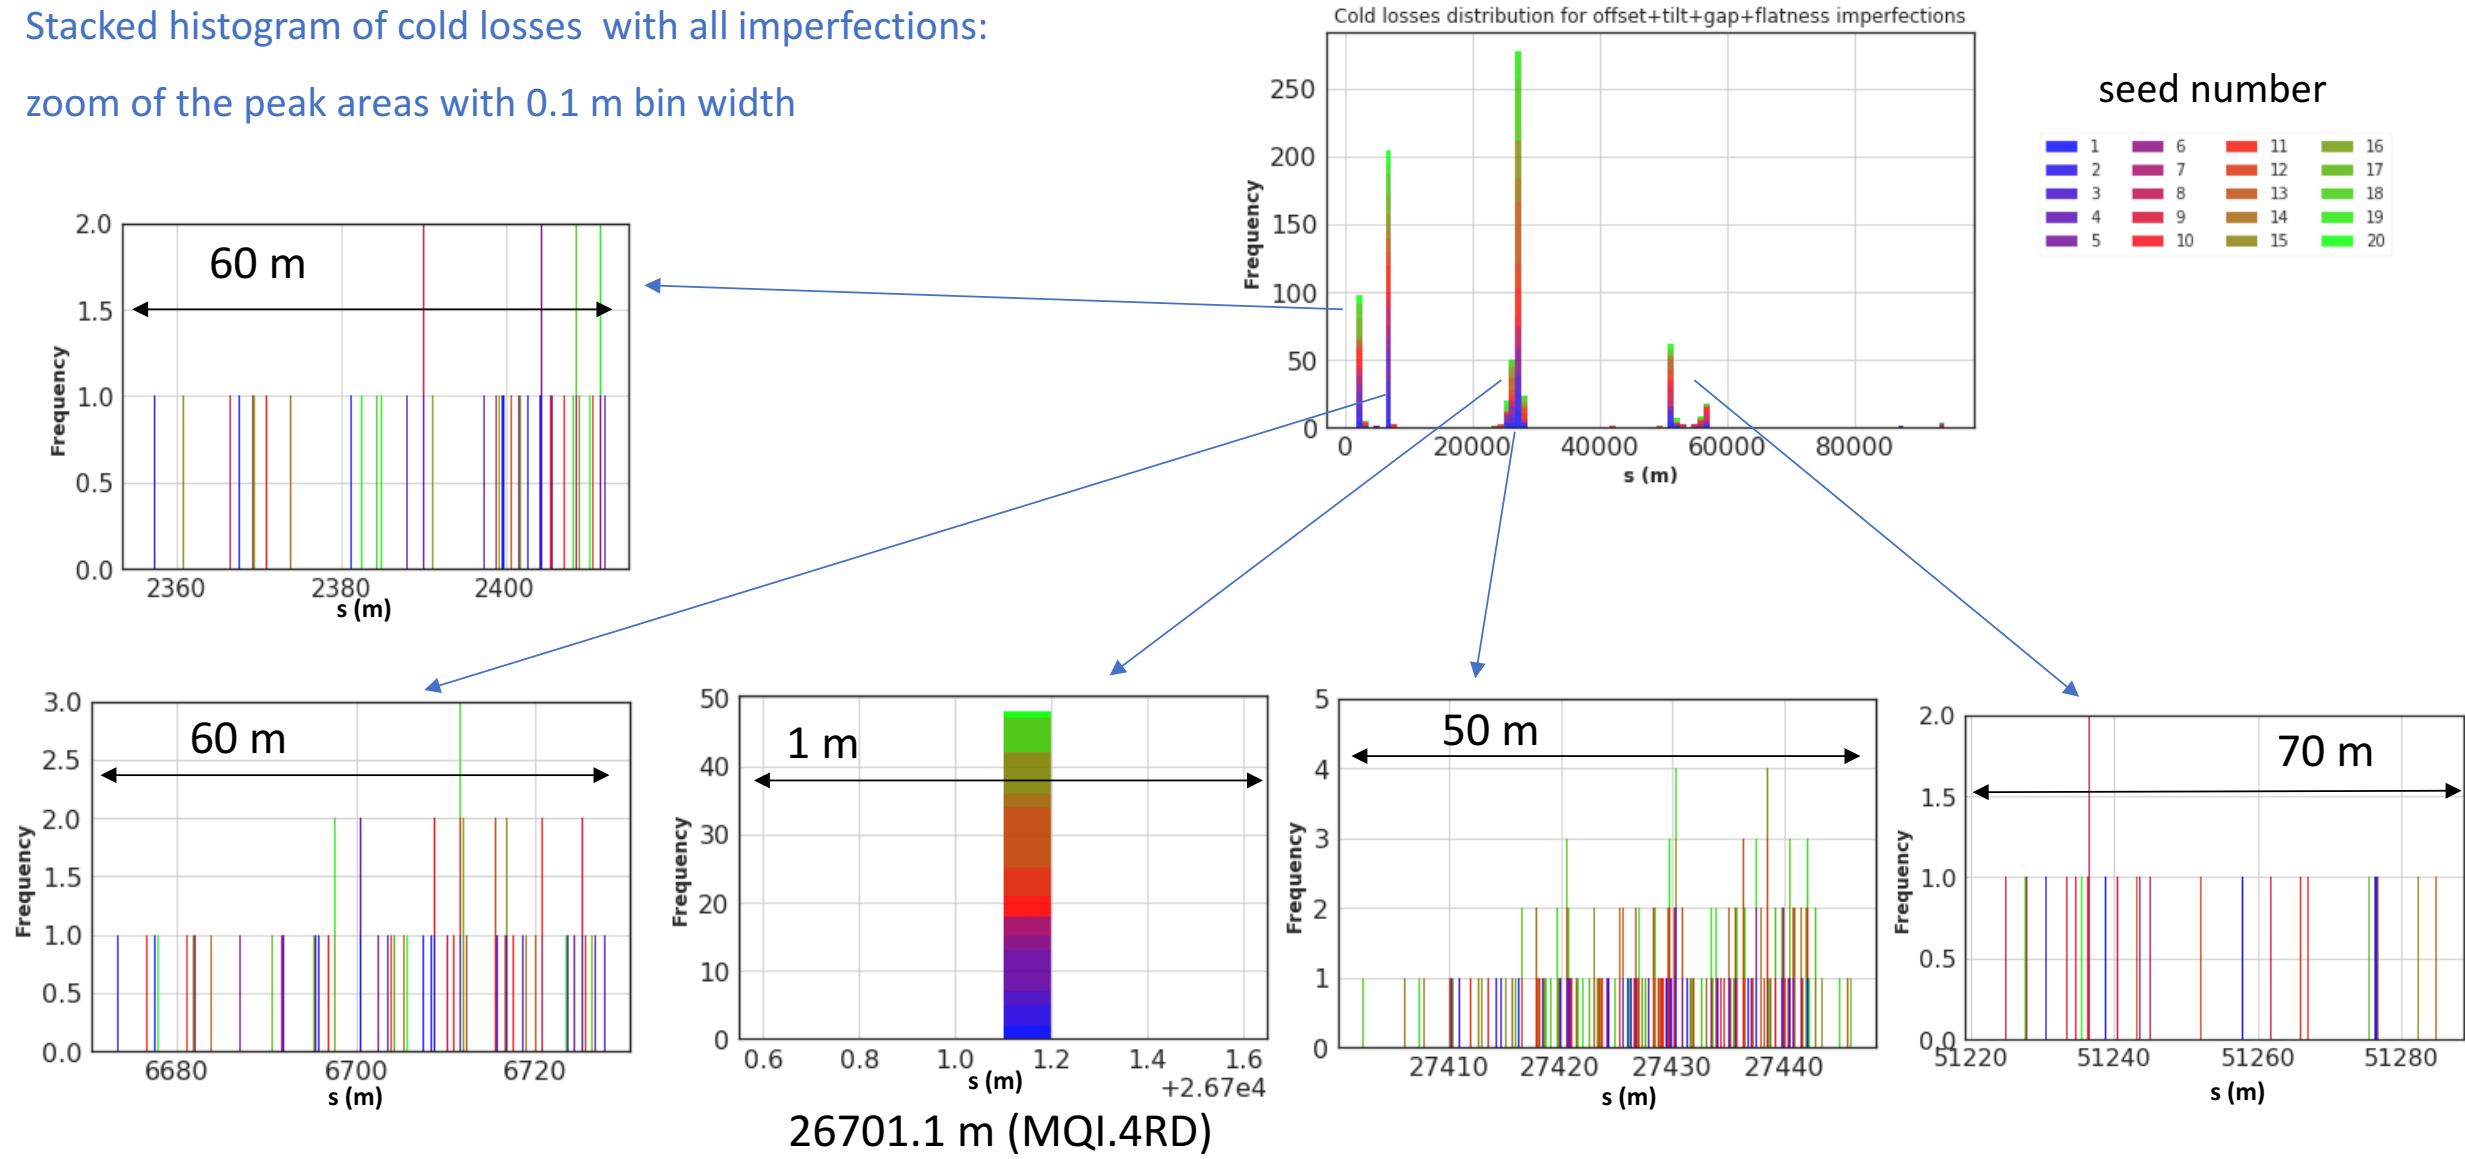 Stacked histogram of cold losses with all imperfections:
zoom of the peak areas with 0.1 m bin width
Cold losses distribution for offset+tilt+gap+flatness imperfections
250
200
150
100
50
0
Frequency
0 20000 40000 60000 80000
s (m)
seed number
1 6 11 16
2 7 12 17
3 8 13 18
4 9 14 19
5 10 15 20
60 m
2.0
1.5
1.0
0.5
0.0
Frequency
2360 2380 2400
s (m)
60 m
3.0
2.5
2.0
1.5
1.0
0.5
0.0
Frequency
6680 6700 6720
s (m)
1 m
50
40
30
20
10
0
Frequency
0.6 0.8 1.0 1.2 1.4 1.6
s (m)
+2.67e4
26701.1 m (MQI.4RD)
50 m
5
4
3
2
1
0
Frequency
27410 27420 27430 27440
s (m)
70 m
2.0
1.5
1.0
0.5
0.0
Frequency
51220 51240 51260 51280
s (m)